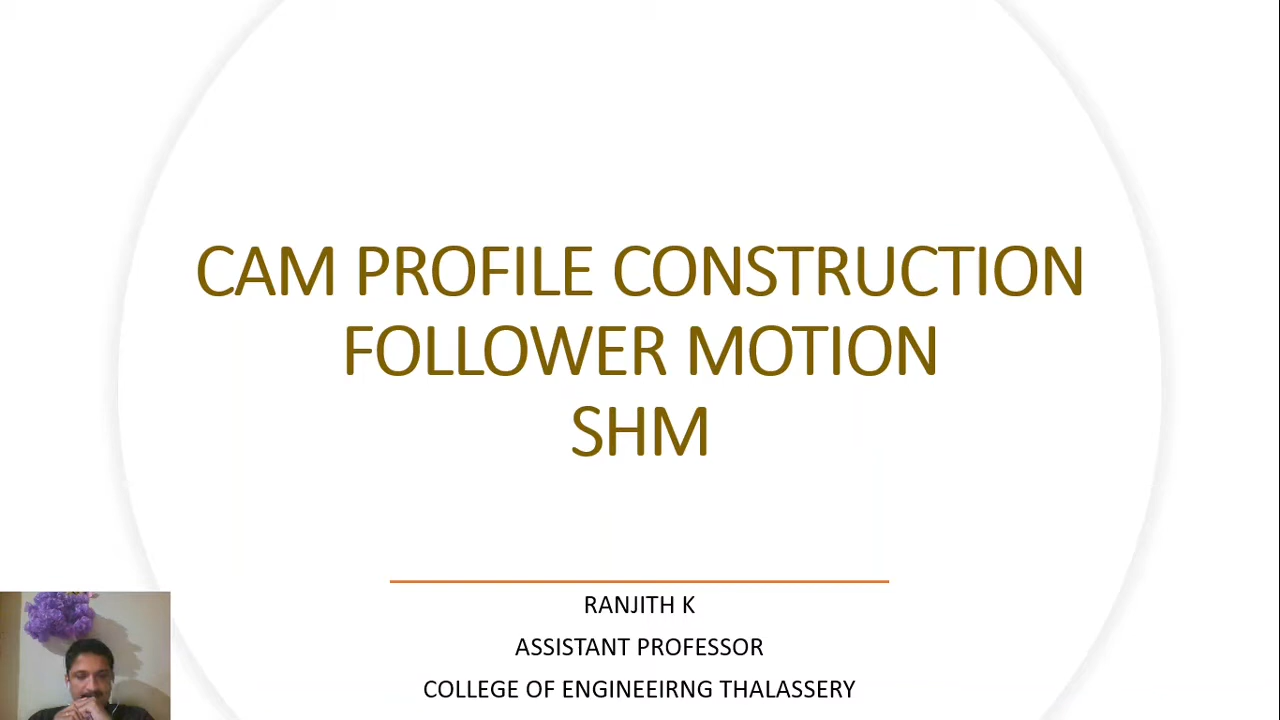 CAM PROFILE CONSTRUCTION
FOLLOWER MOTION
SHM
RANJITH K
ASSISTANT PROFESSOR
COLLEGE OF ENGINEEIRNG THALASSERY